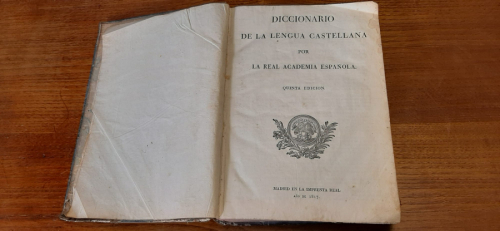 DICCIONARIO
DE LA LENGUA CASTELLANA
POR
LA REAL ACADEMIA ESPAÑOLA.
QUINTA EDICION.
MADRID EN LA IMPRENTA REAL
AÑO DE